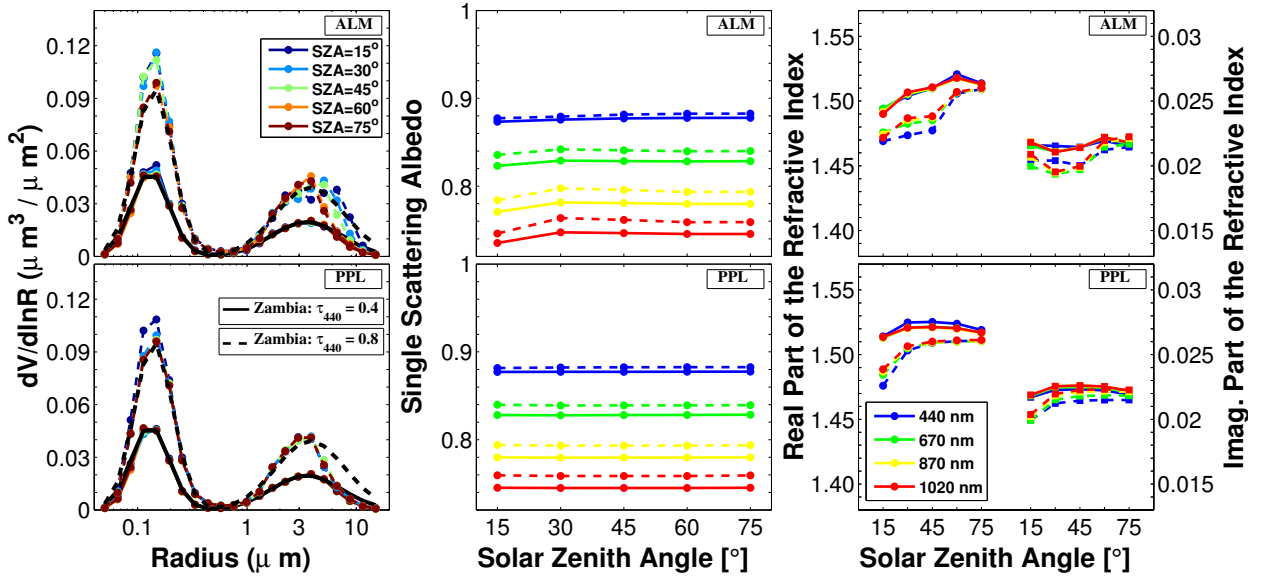 ALM
ALM
ALM
SZA=15°
SZA=30°
SZA=45°
SZA=60°
SZA=75°
0.12
0.09
0.06
0.03
0
1
0.9
0.8
1.55
1.50
1.45
1.40
0.03
0.025
0.02
0.015
PPL
PPL
PPL
Zambia: τ440 = 0.4
Zambia: τ440 = 0.8
0.12
0.09
0.06
0.03
0
1
0.9
0.8
1.55
1.50
1.45
1.40
0.03
0.025
0.02
0.015
440 nm
670 nm
870 nm
1020 nm
dV/dlnR (μ m³ / μ m²)
Single Scattering Albedo
Real Part of the Refractive Index
Imag. Part of the Refractive Index
0.1 1 3 10
15 30 45 60 75
15 45 75 15 45 75
Radius (μ m)
Solar Zenith Angle [°]
Solar Zenith Angle [°]